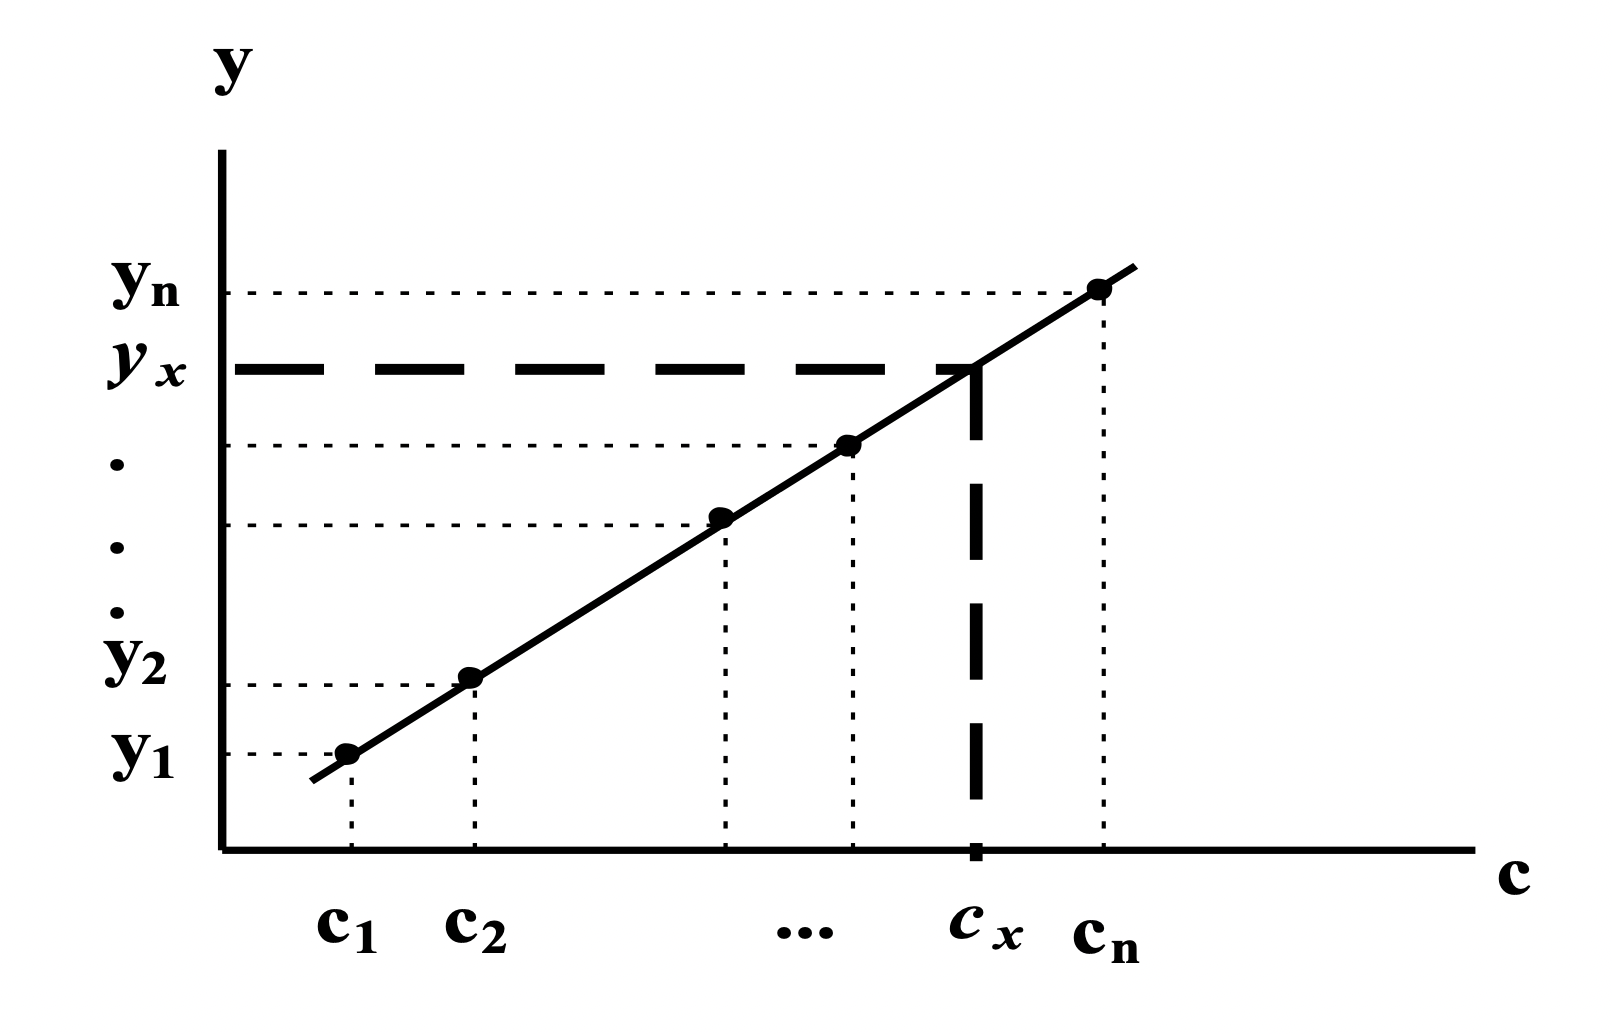 y
yₙ
yₓ
.
.
.
y₂
y₁
c
c₁ c₂ ... cₓ cₙ